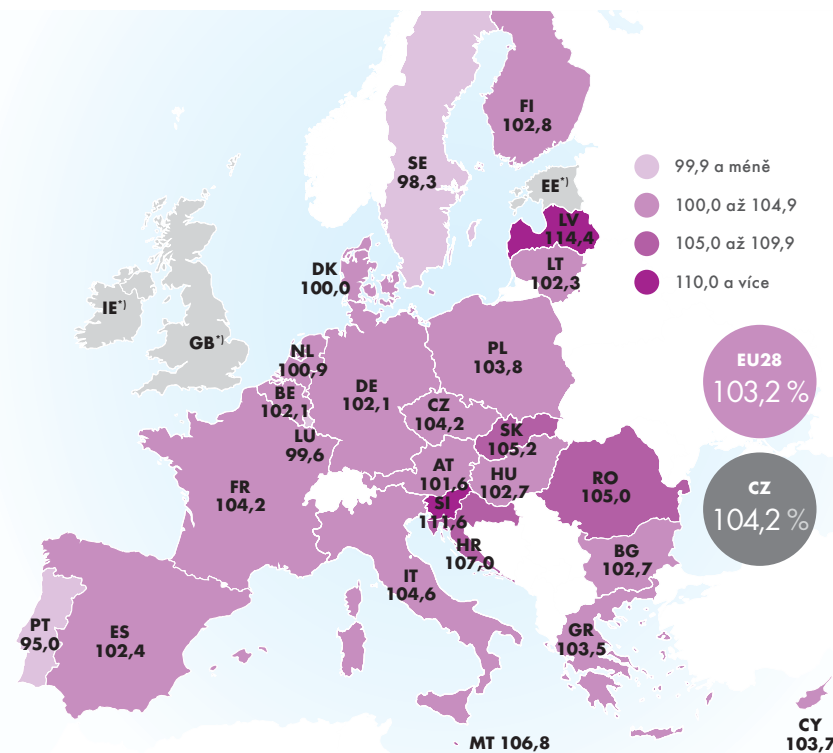 FI
102,8
SE
98,3
EE*)
LV
114,4
LT
102,3
DK
100,0
IE*)
GB*)
NL
100,9
BE
102,1
LU
99,6
DE
102,1
PL
103,8
CZ
104,2
SK
105,2
AT
101,6
HU
102,7
RO
105,0
SI
111,6
HR
107,0
FR
104,2
IT
104,6
BG
102,7
GR
103,5
PT
95,0
ES
102,4
MT 106,8
CY
103,7
99,9 a méně
100,0 až 104,9
105,0 až 109,9
110,0 a více
EU28
103,2 %
CZ
104,2 %